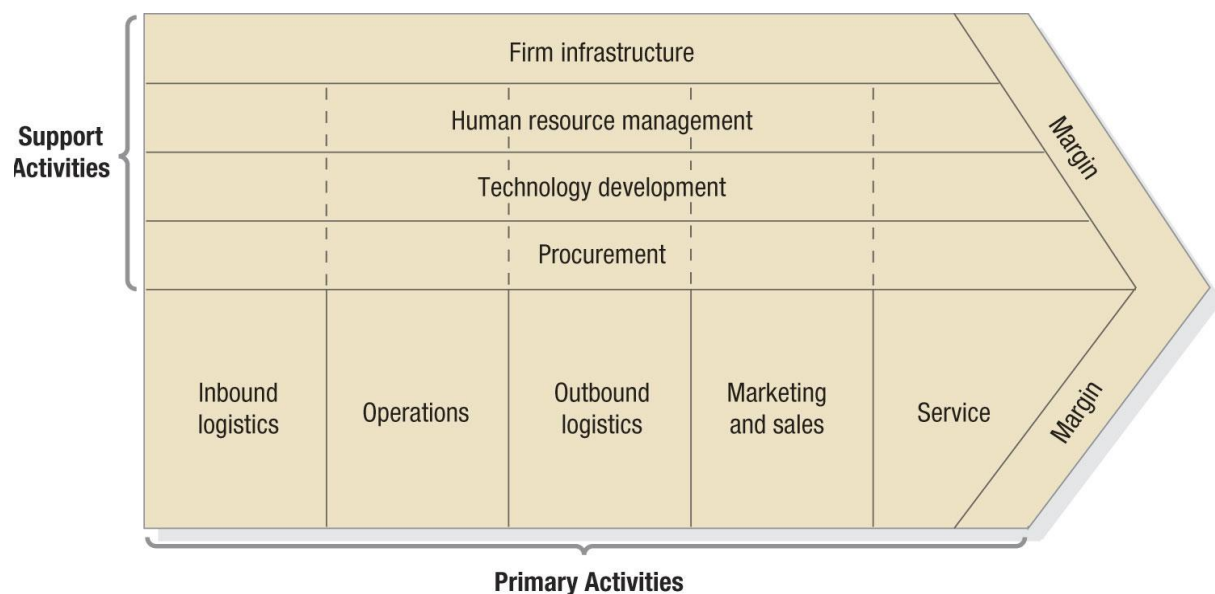 Firm infrastructure
Human resource management
Support
Activities
Technology development
Procurement
Margin
Inbound
logistics
Operations
Outbound
logistics
Marketing
and sales
Service
Margin
Primary Activities